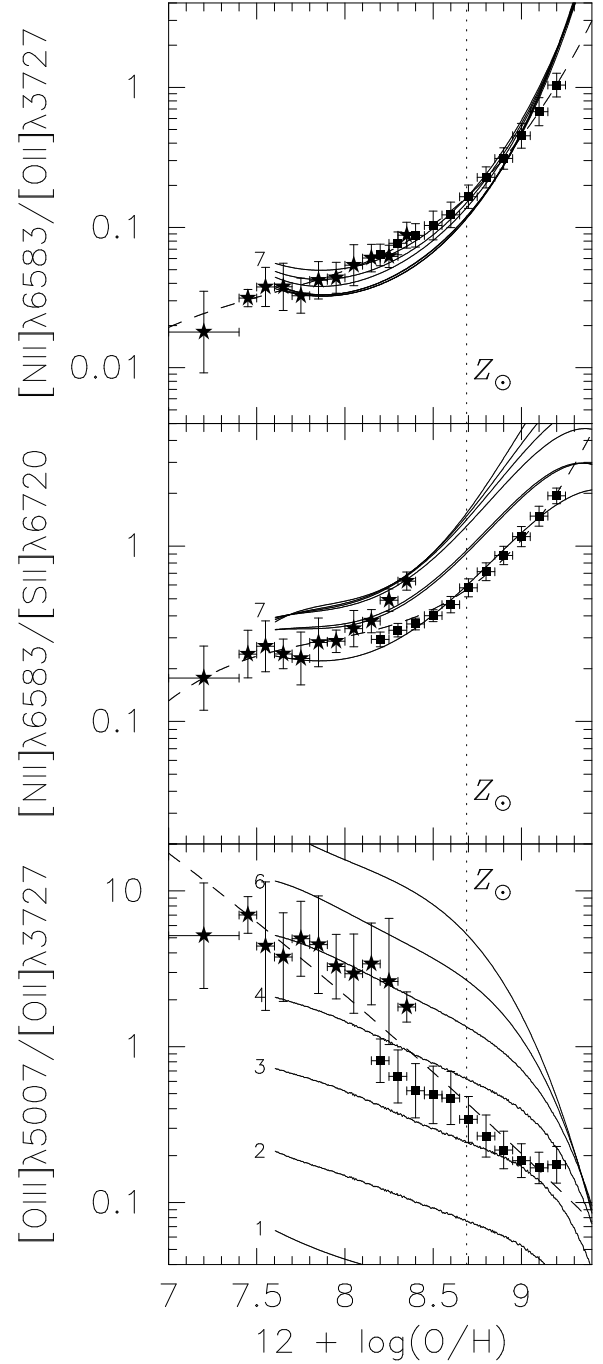 [NII]λ6583/[OII]λ3727
1
0.1
0.01
7
Z⊙
[NII]λ6583/[SII]λ6720
1
0.1
7
Z⊙
[OIII]λ5007/[OII]λ3727
10
1
0.1
6
4
3
2
1
Z⊙
7 7.5 8 8.5 9
12 + log(O/H)